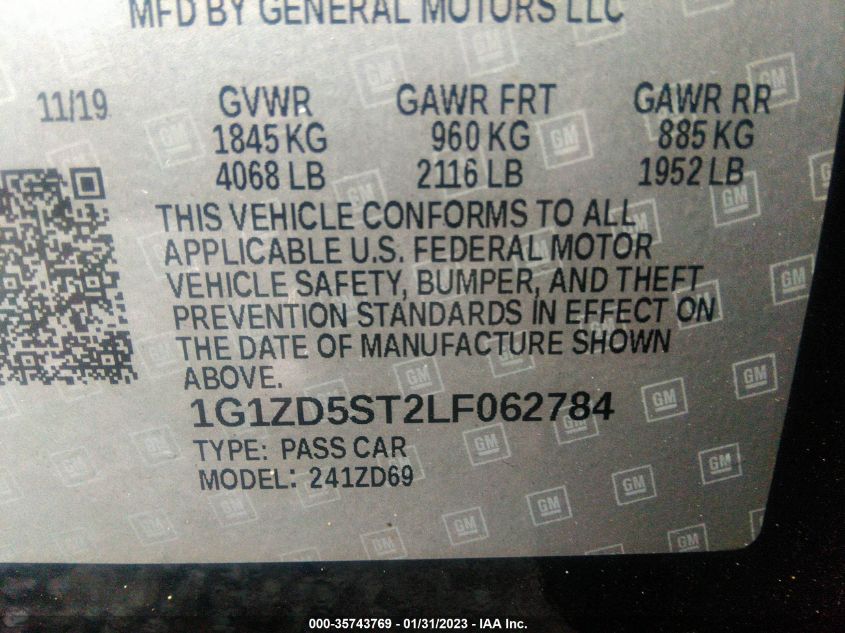 MFD BY GENERAL MOTORS LLC
11/19 GVWR GAWR FRT GAWR RR
1845 KG 960 KG 885 KG
4068 LB 2116 LB 1952 LB
THIS VEHICLE CONFORMS TO ALL
APPLICABLE U.S. FEDERAL MOTOR
VEHICLE SAFETY, BUMPER, AND THEFT
PREVENTION STANDARDS IN EFFECT ON
THE DATE OF MANUFACTURE SHOWN
ABOVE.
1G1ZD5ST2LF062784
TYPE: PASS CAR
MODEL: 241ZD69
GM
000-35743769 - 01/31/2023 - IAA Inc.